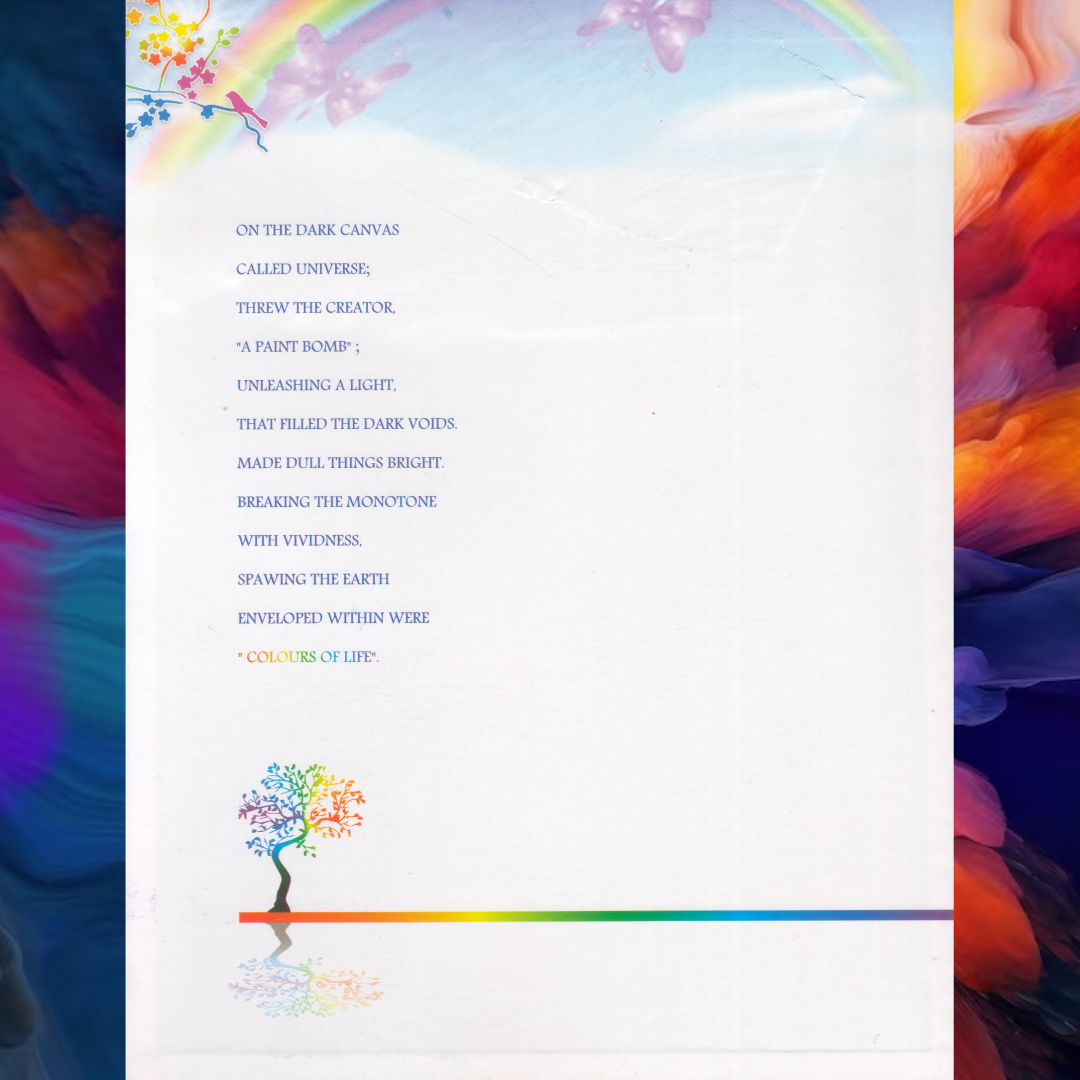 ON THE DARK CANVAS
CALLED UNIVERSE;
THREW THE CREATOR,
"A PAINT BOMB" ;
UNLEASHING A LIGHT,
THAT FILLED THE DARK VOIDS.
MADE DULL THINGS BRIGHT.
BREAKING THE MONOTONE
WITH VIVIDNESS,
SPAWING THE EARTH
ENVELOPED WITHIN WERE
" COLOURS OF LIFE".